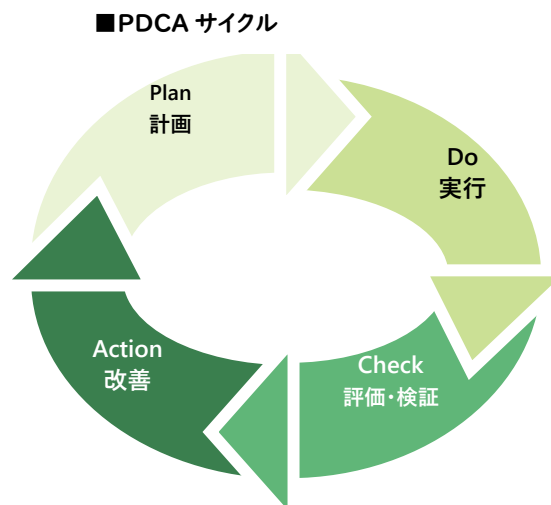 ■PDCA サイクル
Plan
計画
Do
実行
Check
評価・検証
Action
改善